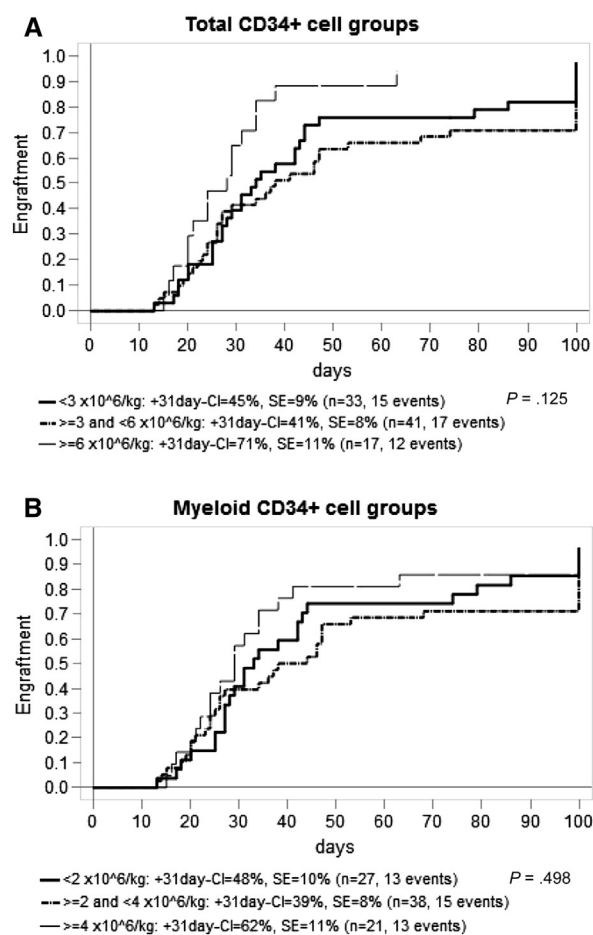 A
Total CD34+ cell groups
1.0
0.9
0.8
0.7
0.6
0.5
0.4
0.3
0.2
0.1
0.0
Engraftment
0 10 20 30 40 50 60 70 80 90 100
days
<3 x10^6/kg: +31day-CI=45%, SE=9% (n=33, 15 events)
P = .125
>=3 and <6 x10^6/kg: +31day-CI=41%, SE=8% (n=41, 17 events)
>=6 x10^6/kg: +31day-CI=71%, SE=11% (n=17, 12 events)
B
Myeloid CD34+ cell groups
1.0
0.9
0.8
0.7
0.6
0.5
0.4
0.3
0.2
0.1
0.0
Engraftment
0 10 20 30 40 50 60 70 80 90 100
days
<2 x10^6/kg: +31day-CI=48%, SE=10% (n=27, 13 events)
P = .498
>=2 and <4 x10^6/kg: +31day-CI=39%, SE=8% (n=38, 15 events)
>=4 x10^6/kg: +31day-CI=62%, SE=11% (n=21, 13 events)